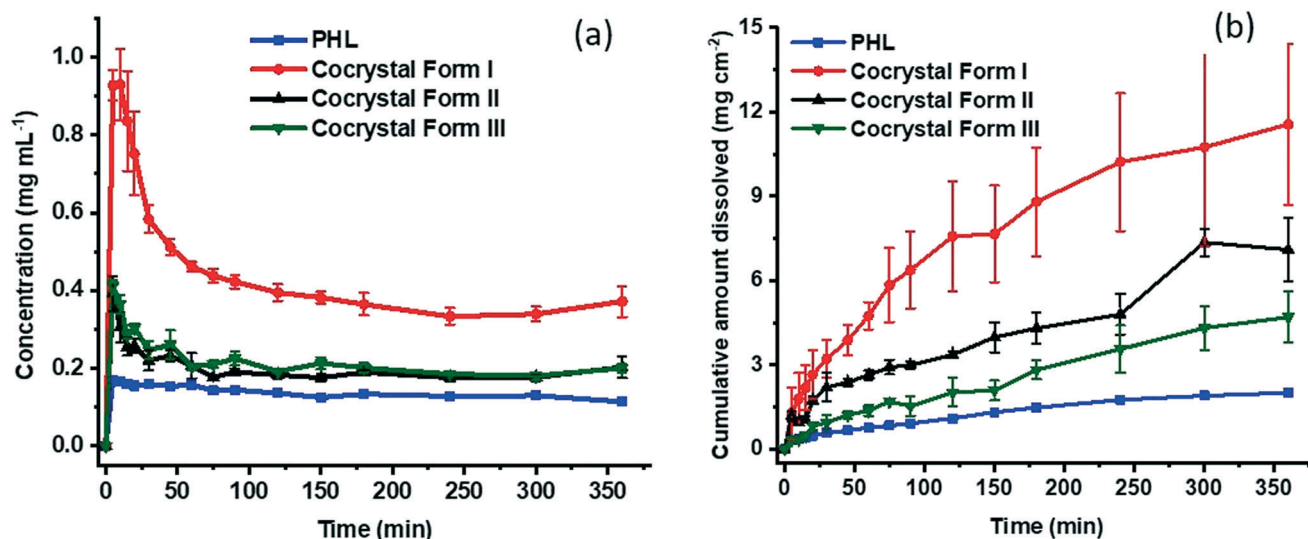 (a)
PHL
Cocrystal Form I
Cocrystal Form II
Cocrystal Form III
Concentration (mg mL⁻¹)
1.0
0.8
0.6
0.4
0.2
0.0
0 50 100 150 200 250 300 350
Time (min)
(b)
PHL
Cocrystal Form I
Cocrystal Form II
Cocrystal Form III
Cumulative amount dissolved (mg cm⁻²)
15
12
9
6
3
0
0 50 100 150 200 250 300 350
Time (min)